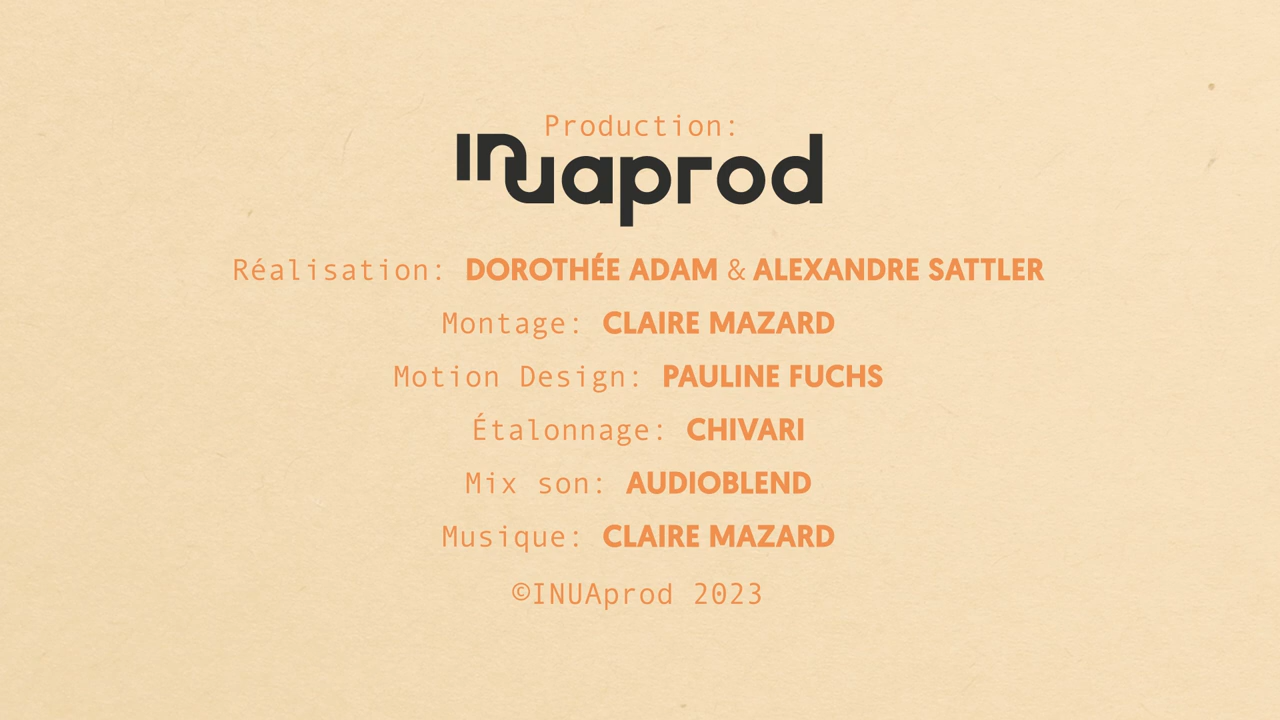 Production:
INuaprod
Réalisation: DOROTHÉE ADAM & ALEXANDRE SATTLER
Montage: CLAIRE MAZARD
Motion Design: PAULINE FUCHS
Étalonnage: CHIVARI
Mix son: AUDIOBLEND
Musique: CLAIRE MAZARD
©INUAprod 2023